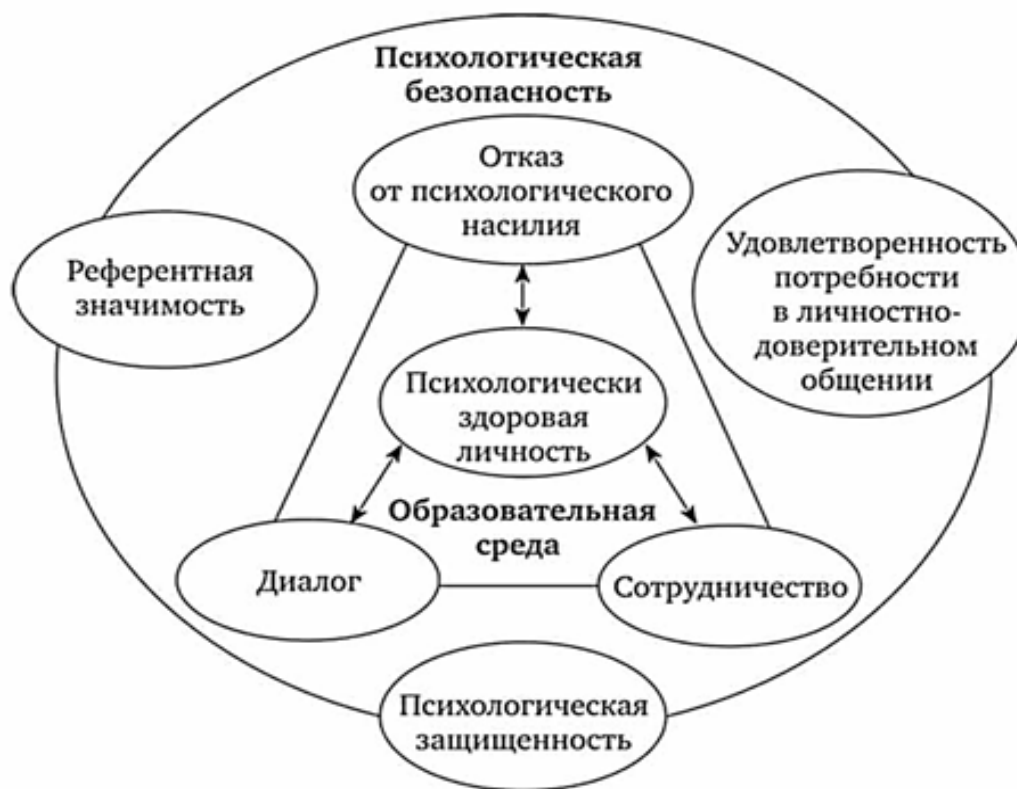 Психологическая
безопасность
Отказ
от психологического
насилия
Референтная
значимость
Удовлетворенность
потребности
в личностно-
доверительном
общении
Психологически
здоровая
личность
Образовательная
среда
Диалог
Сотрудничество
Психологическая
защищенность